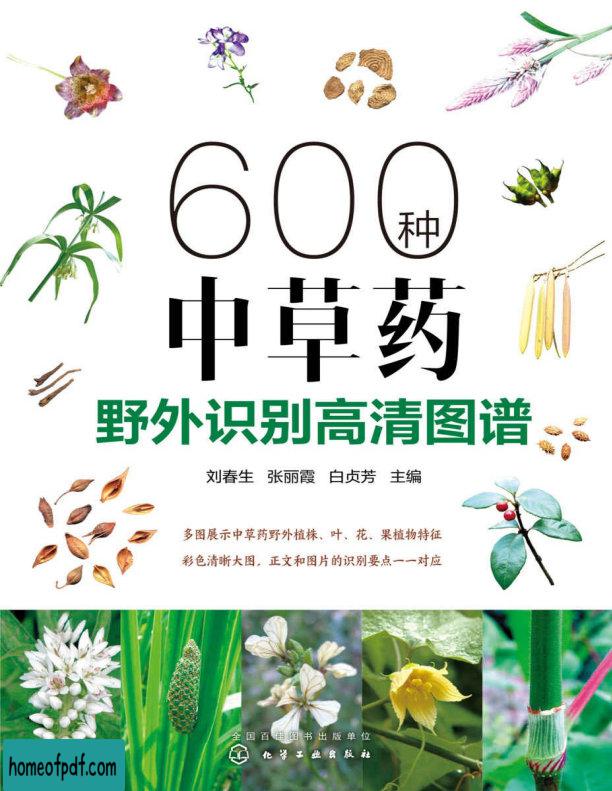 600种
中草药
野外识别高清图谱
刘春生 张丽霞 白贞芳 主编
多图展示中草药野外植株、叶、花、果植物特征
彩色清晰大图，正文和图片的识别要点一一对应
全国百佳图书出版单位
化学工业出版社
homeofpdf.com